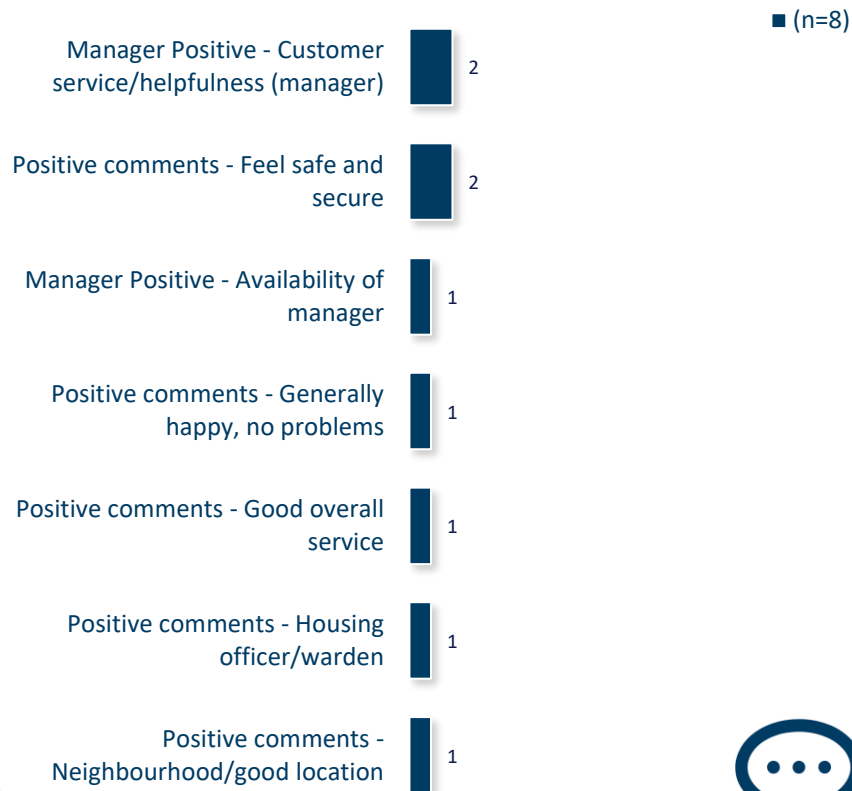 ■ (n=8)
Manager Positive - Customer
service/helpfulness (manager)
2
Positive comments - Feel safe and
secure
2
Manager Positive - Availability of
manager
1
Positive comments - Generally
happy, no problems
1
Positive comments - Good overall
service
1
Positive comments - Housing
officer/warden
1
Positive comments -
Neighbourhood/good location
1